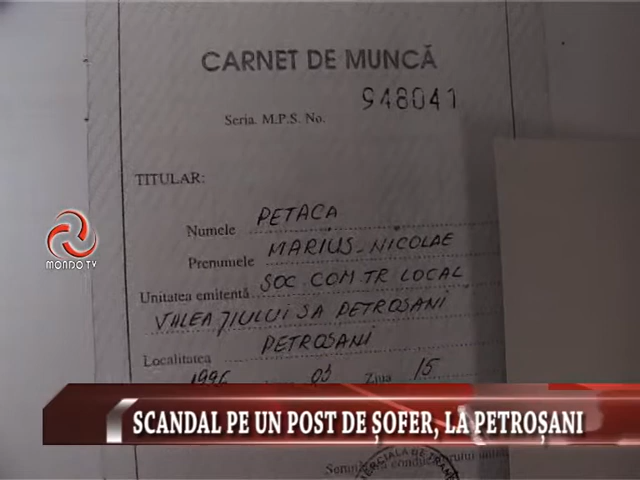 CARNET DE MUNCĂ
948041
Seria. M.P.S. No.
TITULAR:
Numele PETACA
Prenumele MARIUS-NICOLAE
Unitatea emitentă SOC. COM. TR LOCAL
VALEA JIULUI SA PETROSANI
Localitatea PETROSANI
1996 03 Ziua 15
MONDO TV
SCANDAL PE UN POST DE ȘOFER, LA PETROȘANI